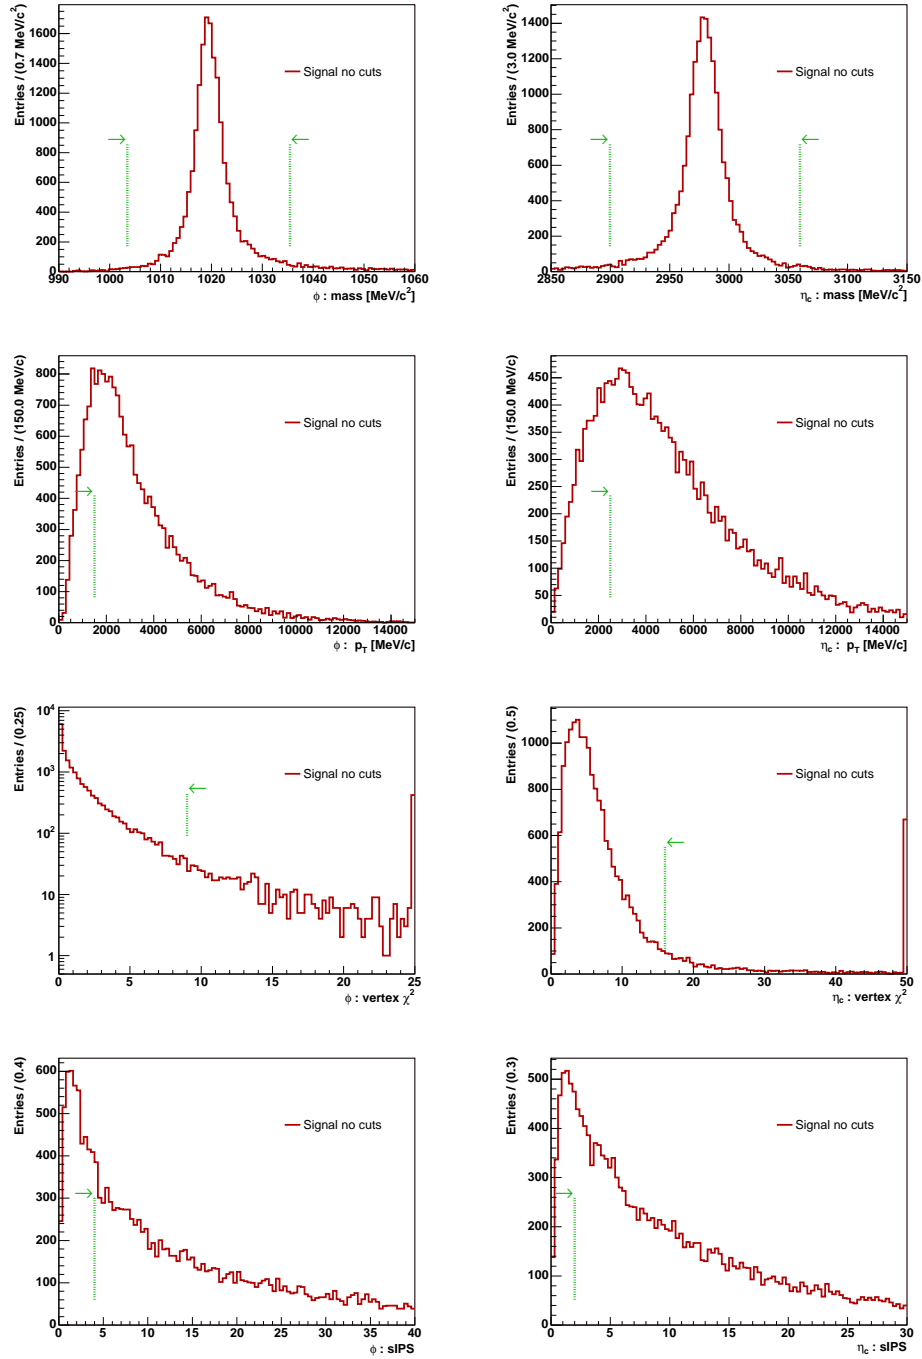 Entries / (0.7 MeV/c²)
1600
1400
1200
1000
800
600
400
200
0
Signal no cuts
990 1000 1010 1020 1030 1040 1050 1060
ϕ : mass [MeV/c²]
Entries / (3.0 MeV/c²)
1400
1200
1000
800
600
400
200
0
Signal no cuts
2850 2900 2950 3000 3050 3100 3150
η_c : mass [MeV/c²]
Entries / (150.0 MeV/c)
800
700
600
500
400
300
200
100
0
Signal no cuts
0 2000 4000 6000 8000 10000 12000 14000
ϕ : p_T [MeV/c]
Entries / (150.0 MeV/c)
450
400
350
300
250
200
150
100
50
0
Signal no cuts
0 2000 4000 6000 8000 10000 12000 14000
η_c : p_T [MeV/c]
Entries / (0.25)
10⁴
10³
10²
10
1
Signal no cuts
0 5 10 15 20 25
ϕ : vertex χ²
Entries / (0.5)
1000
800
600
400
200
0
Signal no cuts
0 10 20 30 40 50
η_c : vertex χ²
Entries / (0.4)
600
500
400
300
200
100
0
Signal no cuts
0 5 10 15 20 25 30 35 40
ϕ : sIPS
Entries / (0.3)
500
400
300
200
100
0
Signal no cuts
0 5 10 15 20 25 30
η_c : sIPS